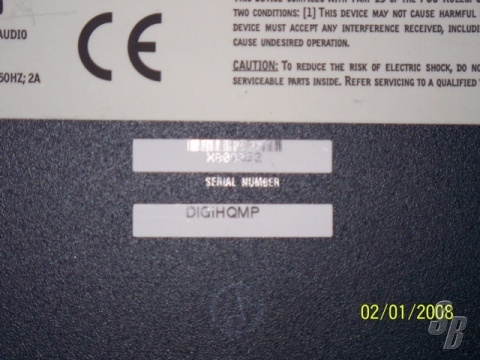 TWO CONDITIONS: [1] THIS DEVICE MAY NOT CAUSE HARMFUL
DEVICE MUST ACCEPT ANY INTERFERENCE RECEIVED, INCLUDI
CAUSE UNDESIRED OPERATION.
AUDIO
50HZ; 2A
CE
CAUTION: TO REDUCE THE RISK OF ELECTRIC SHOCK, DO NO
SERVICEABLE PARTS INSIDE. REFER SERVICING TO A QUALIFIED
SERIAL NUMBER
DIGIHQMP
02/01/2008
SB